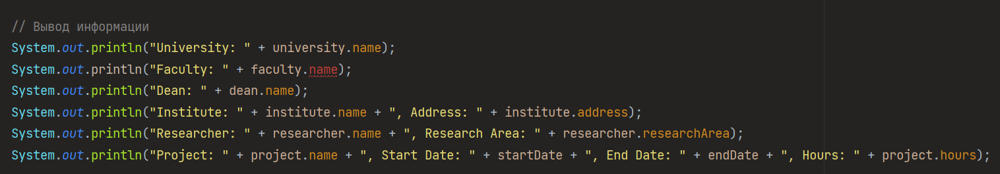 // Вывод информации
System.out.println("University: " + university.name);
System.out.println("Faculty: " + faculty.name);
System.out.println("Dean: " + dean.name);
System.out.println("Institute: " + institute.name + ", Address: " + institute.address);
System.out.println("Researcher: " + researcher.name + ", Research Area: " + researcher.researchArea);
System.out.println("Project: " + project.name + ", Start Date: " + startDate + ", End Date: " + endDate + ", Hours: " + project.hours);